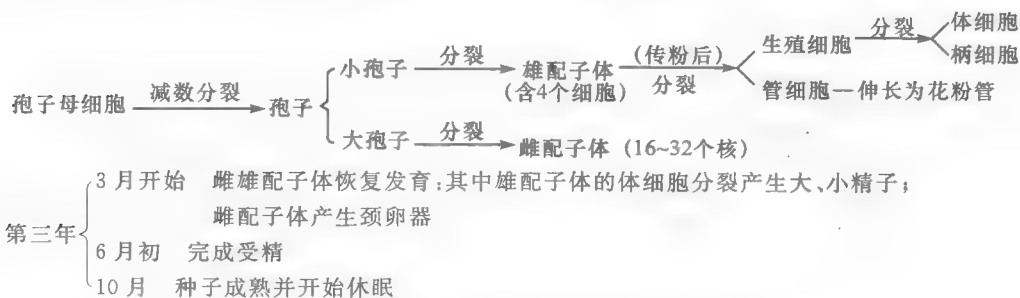 孢子母细胞 减数分裂 孢子
小孢子 分裂 雄配子体 (传粉后) 生殖细胞 分裂 体细胞
柄细胞
(含4个细胞) 分裂 管细胞—伸长为花粉管
大孢子 分裂 雌配子体 (16~32个核)
第三年
3月开始 雌雄配子体恢复发育:其中雄配子体的体细胞分裂产生大、小精子;
雌配子体产生颈卵器
6月初 完成受精
10月 种子成熟并开始休眠